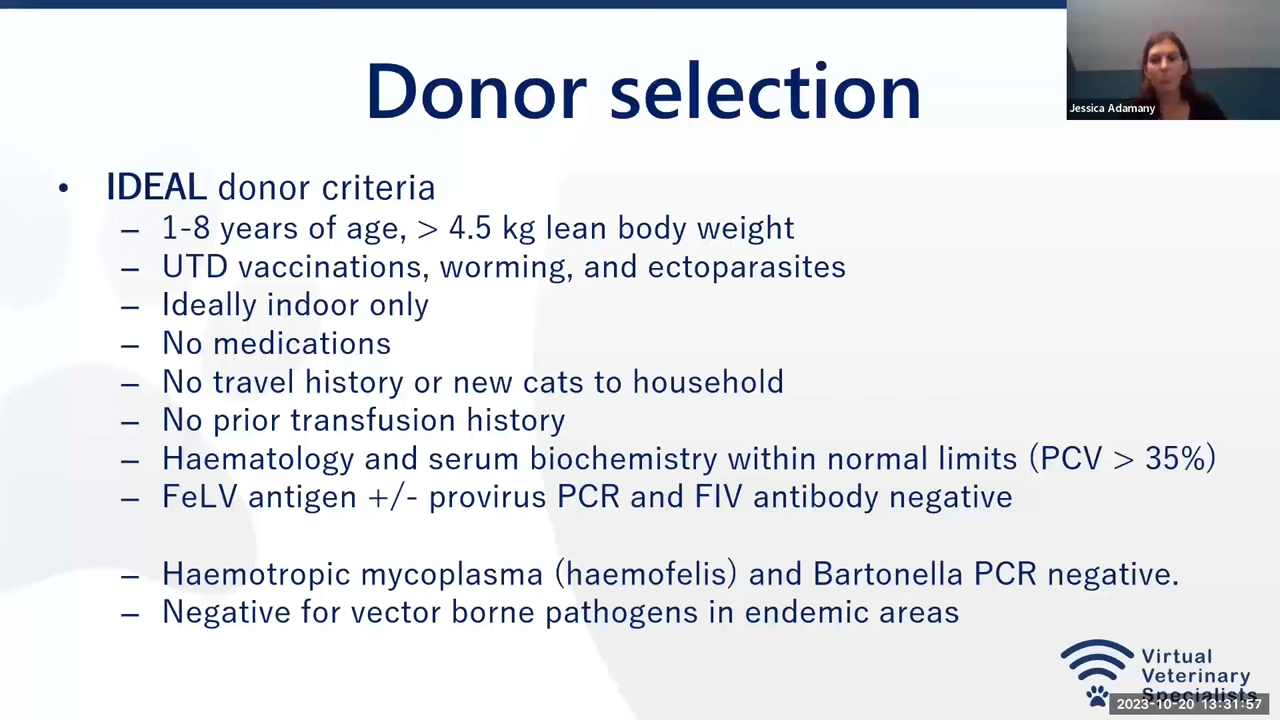 Donor selection
Jessica Adamany
• IDEAL donor criteria
– 1-8 years of age, > 4.5 kg lean body weight
– UTD vaccinations, worming, and ectoparasites
– Ideally indoor only
– No medications
– No travel history or new cats to household
– No prior transfusion history
– Haematology and serum biochemistry within normal limits (PCV > 35%)
– FeLV antigen +/- provirus PCR and FIV antibody negative
– Haemotropic mycoplasma (haemofelis) and Bartonella PCR negative.
– Negative for vector borne pathogens in endemic areas
Virtual
Veterinary
Specialists
2023-10-20 13:31:57